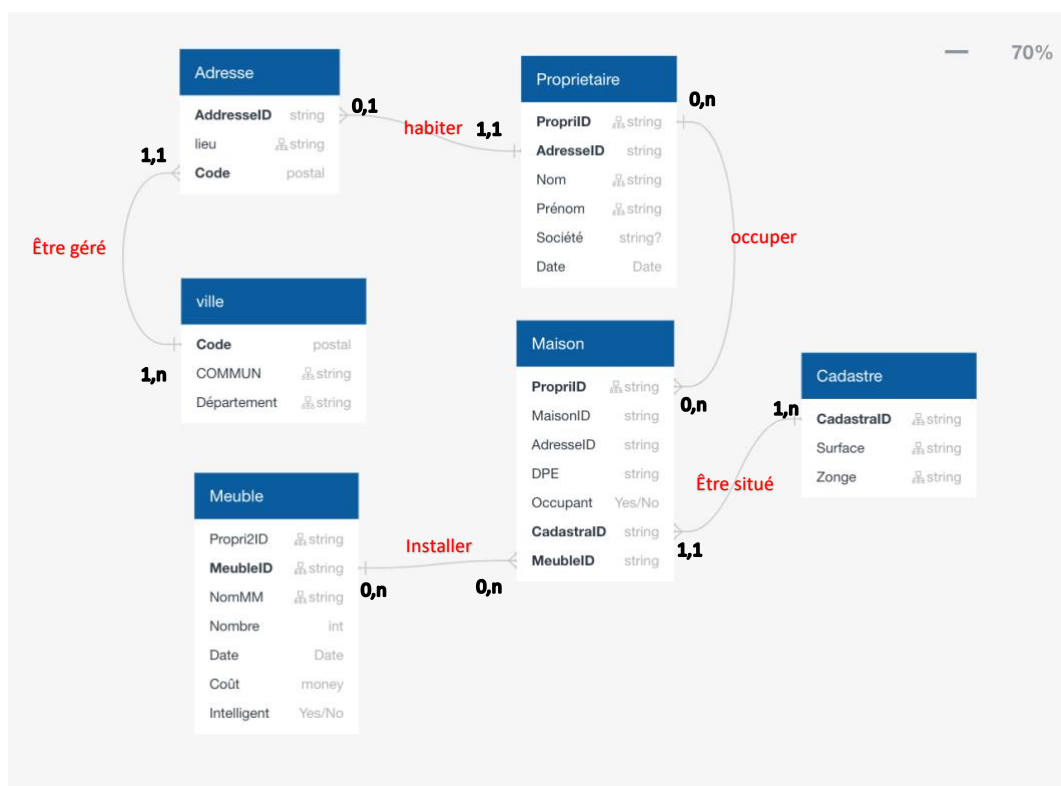 70%
Adresse
AddresseID string
lieu string
Code postal
0,1
habiter
1,1
Proprietaire
PropriID string
AdresseID string
Nom string
Prénom string
Société string?
Date Date
0,n
occuper
1,1
Être géré
1,n
ville
Code postal
COMMUN string
Département string
Maison
PropriID string
MaisonID string
AdresseID string
DPE string
Occupant Yes/No
CadastraID string
MeubleID string
0,n
1,n
Être situé
1,1
Cadastre
CadastraID string
Surface string
Zonge string
Meuble
Propri2ID string
MeubleID string
NomMM string
Nombre int
Date Date
Coût money
Intelligent Yes/No
Installer
0,n
0,n